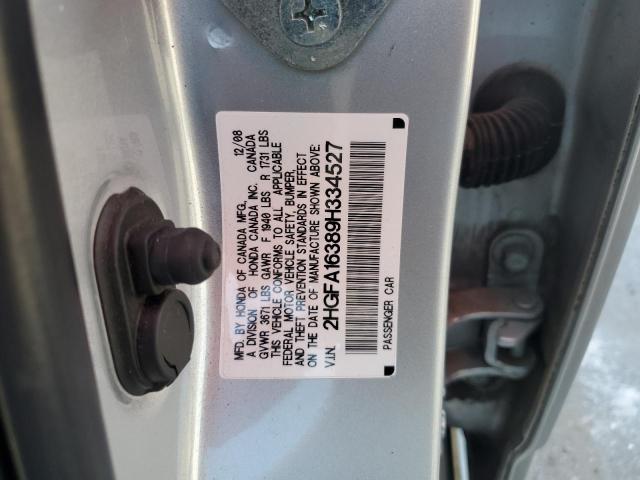 MFD. BY HONDA OF CANADA MFG. 12/08
A DIVISION OF HONDA CANADA INC. CANADA
GVWR 3671 LBS GAWR F 1940 LBS R 1731 LBS
THIS VEHICLE CONFORMS TO ALL APPLICABLE
FEDERAL MOTOR VEHICLE SAFETY, BUMPER,
AND THEFT PREVENTION STANDARDS IN EFFECT
ON THE DATE OF MANUFACTURE SHOWN ABOVE.
V.I.N. 2HGFA16389H334527
PASSENGER CAR